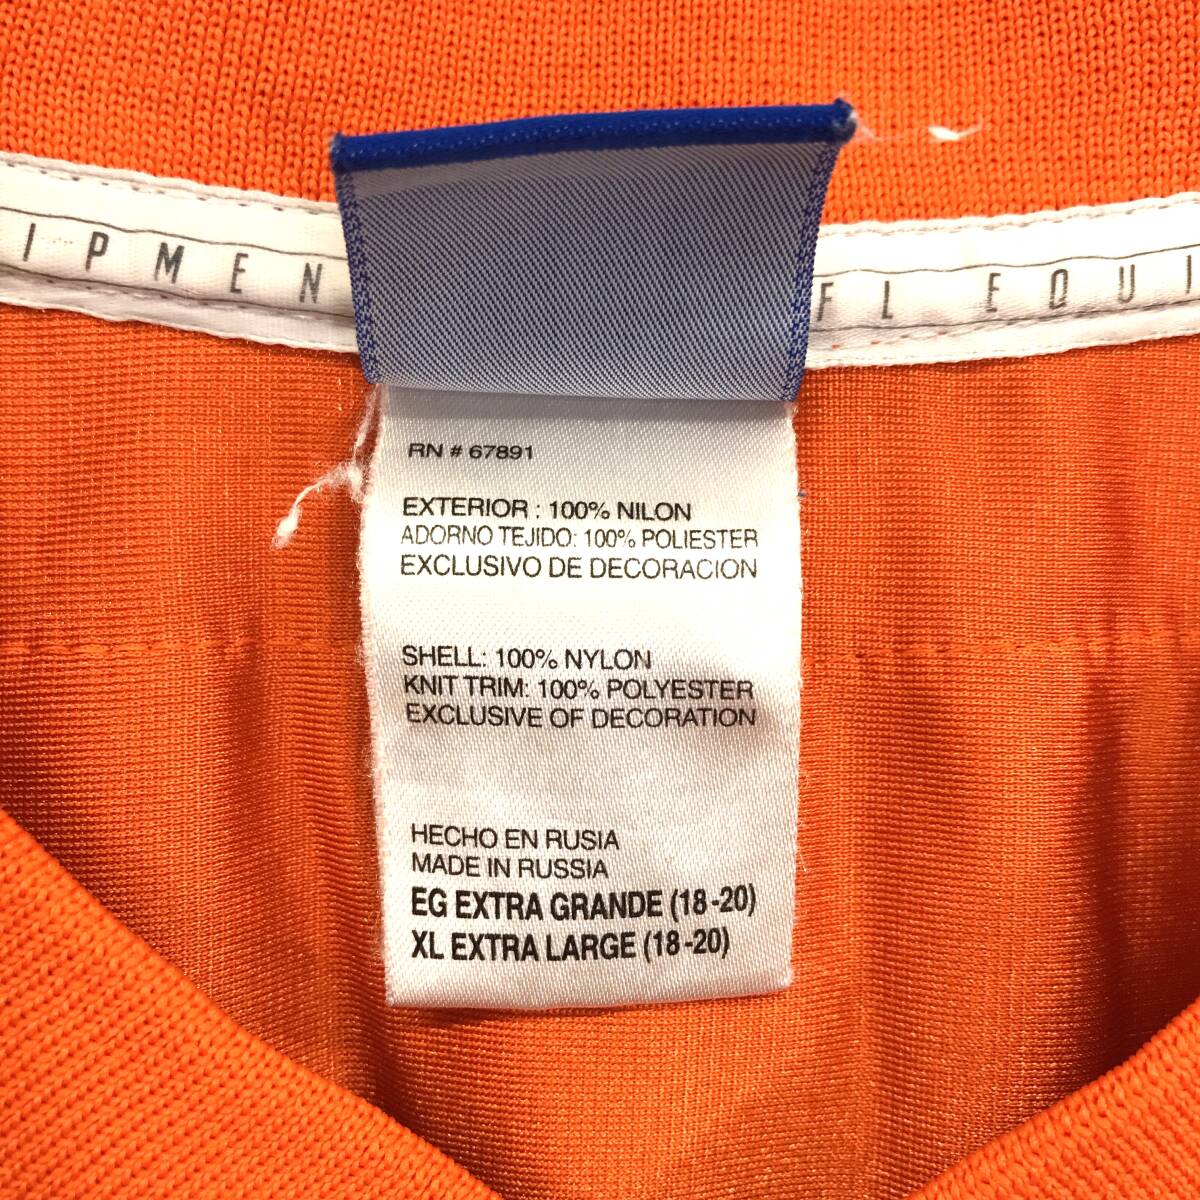 IPMEN
FL EQUI
RN # 67891
EXTERIOR : 100% NILON
ADORNO TEJIDO: 100% POLIESTER
EXCLUSIVO DE DECORACION
SHELL: 100% NYLON
KNIT TRIM: 100% POLYESTER
EXCLUSIVE OF DECORATION
HECHO EN RUSIA
MADE IN RUSSIA
EG EXTRA GRANDE (18-20)
XL EXTRA LARGE (18-20)